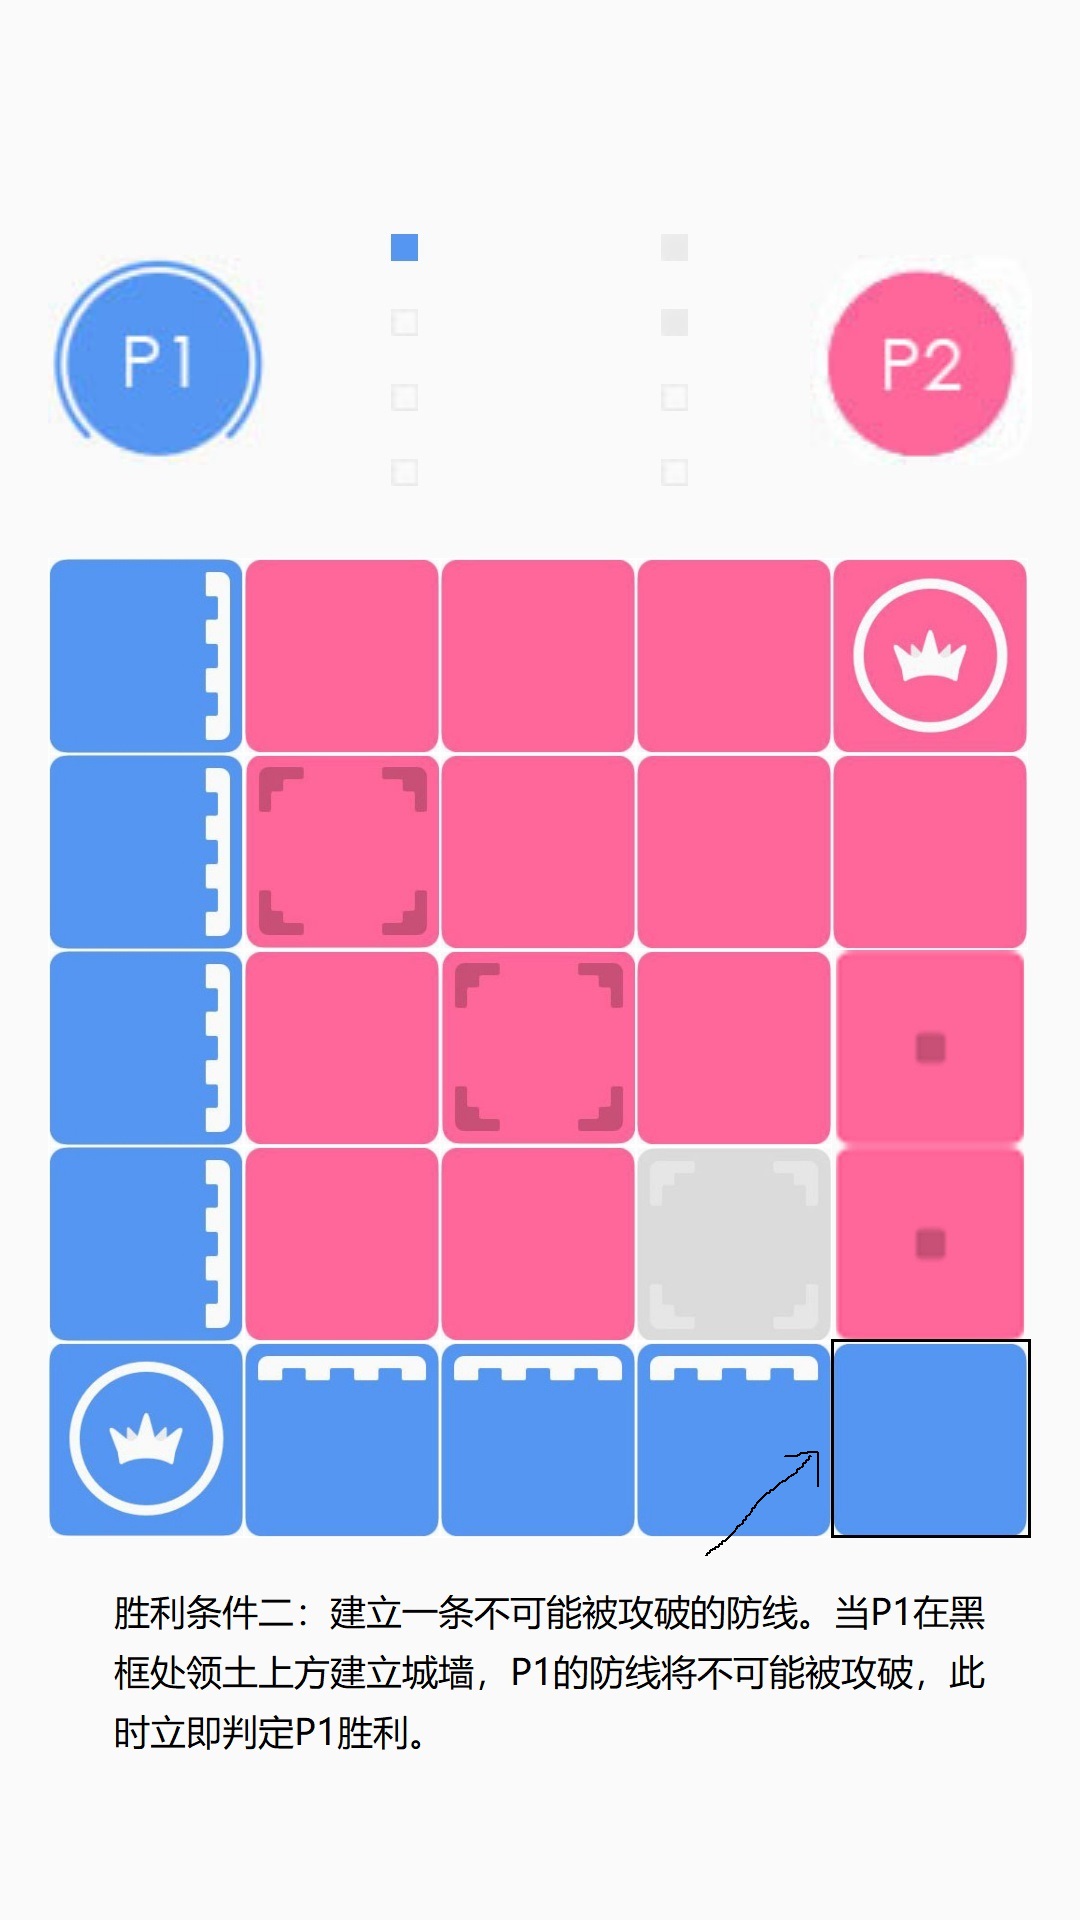 P1
P2
胜利条件二：建立一条不可能被攻破的防线。当P1在黑
框处领土上方建立城墙，P1的防线将不可能被攻破，此
时立即判定P1胜利。